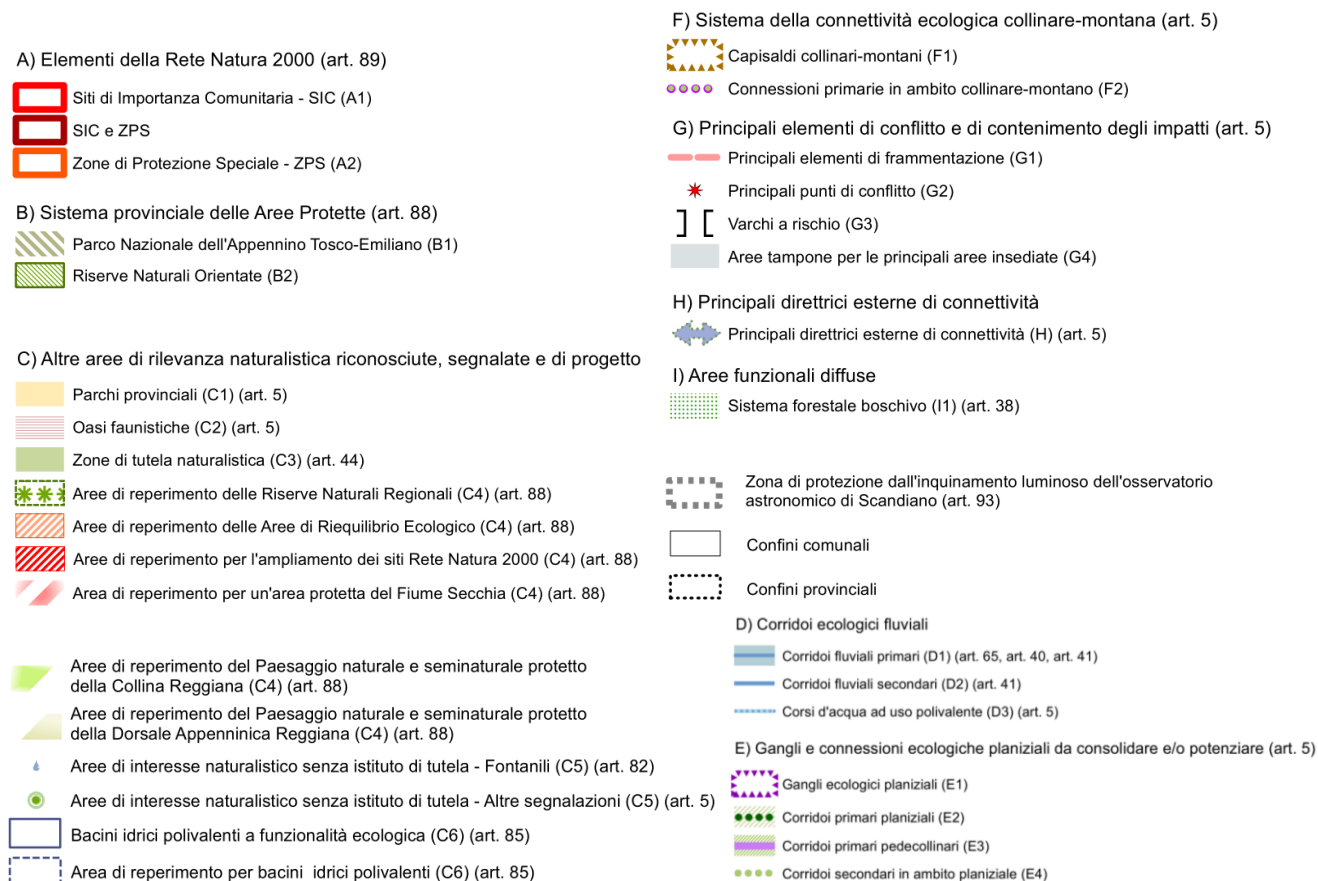 A) Elementi della Rete Natura 2000 (art. 89)
Siti di Importanza Comunitaria - SIC (A1)
SIC e ZPS
Zone di Protezione Speciale - ZPS (A2)
B) Sistema provinciale delle Aree Protette (art. 88)
Parco Nazionale dell'Appennino Tosco-Emiliano (B1)
Riserve Naturali Orientate (B2)
C) Altre aree di rilevanza naturalistica riconosciute, segnalate e di progetto
Parchi provinciali (C1) (art. 5)
Oasi faunistiche (C2) (art. 5)
Zone di tutela naturalistica (C3) (art. 44)
Aree di reperimento delle Riserve Naturali Regionali (C4) (art. 88)
Aree di reperimento delle Aree di Riequilibrio Ecologico (C4) (art. 88)
Aree di reperimento per l'ampliamento dei siti Rete Natura 2000 (C4) (art. 88)
Area di reperimento per un'area protetta del Fiume Secchia (C4) (art. 88)
Aree di reperimento del Paesaggio naturale e seminaturale protetto
della Collina Reggiana (C4) (art. 88)
Aree di reperimento del Paesaggio naturale e seminaturale protetto
della Dorsale Appenninica Reggiana (C4) (art. 88)
Aree di interesse naturalistico senza istituto di tutela - Fontanili (C5) (art. 82)
Aree di interesse naturalistico senza istituto di tutela - Altre segnalazioni (C5) (art. 5)
Bacini idrici polivalenti a funzionalità ecologica (C6) (art. 85)
Area di reperimento per bacini idrici polivalenti (C6) (art. 85)
F) Sistema della connettività ecologica collinare-montana (art. 5)
Capisaldi collinari-montani (F1)
Connessioni primarie in ambito collinare-montano (F2)
G) Principali elementi di conflitto e di contenimento degli impatti (art. 5)
Principali elementi di frammentazione (G1)
Principali punti di conflitto (G2)
Varchi a rischio (G3)
Aree tampone per le principali aree insediate (G4)
H) Principali direttrici esterne di connettività
Principali direttrici esterne di connettività (H) (art. 5)
I) Aree funzionali diffuse
Sistema forestale boschivo (I1) (art. 38)
Zona di protezione dall'inquinamento luminoso dell'osservatorio
astronomico di Scandiano (art. 93)
Confini comunali
Confini provinciali
D) Corridoi ecologici fluviali
Corridoi fluviali primari (D1) (art. 65, art. 40, art. 41)
Corridoi fluviali secondari (D2) (art. 41)
Corsi d'acqua ad uso polivalente (D3) (art. 5)
E) Gangli e connessioni ecologiche planiziali da consolidare e/o potenziare (art. 5)
Gangli ecologici planiziali (E1)
Corridoi primari planiziali (E2)
Corridoi primari pedecollinari (E3)
Corridoi secondari in ambito planiziale (E4)